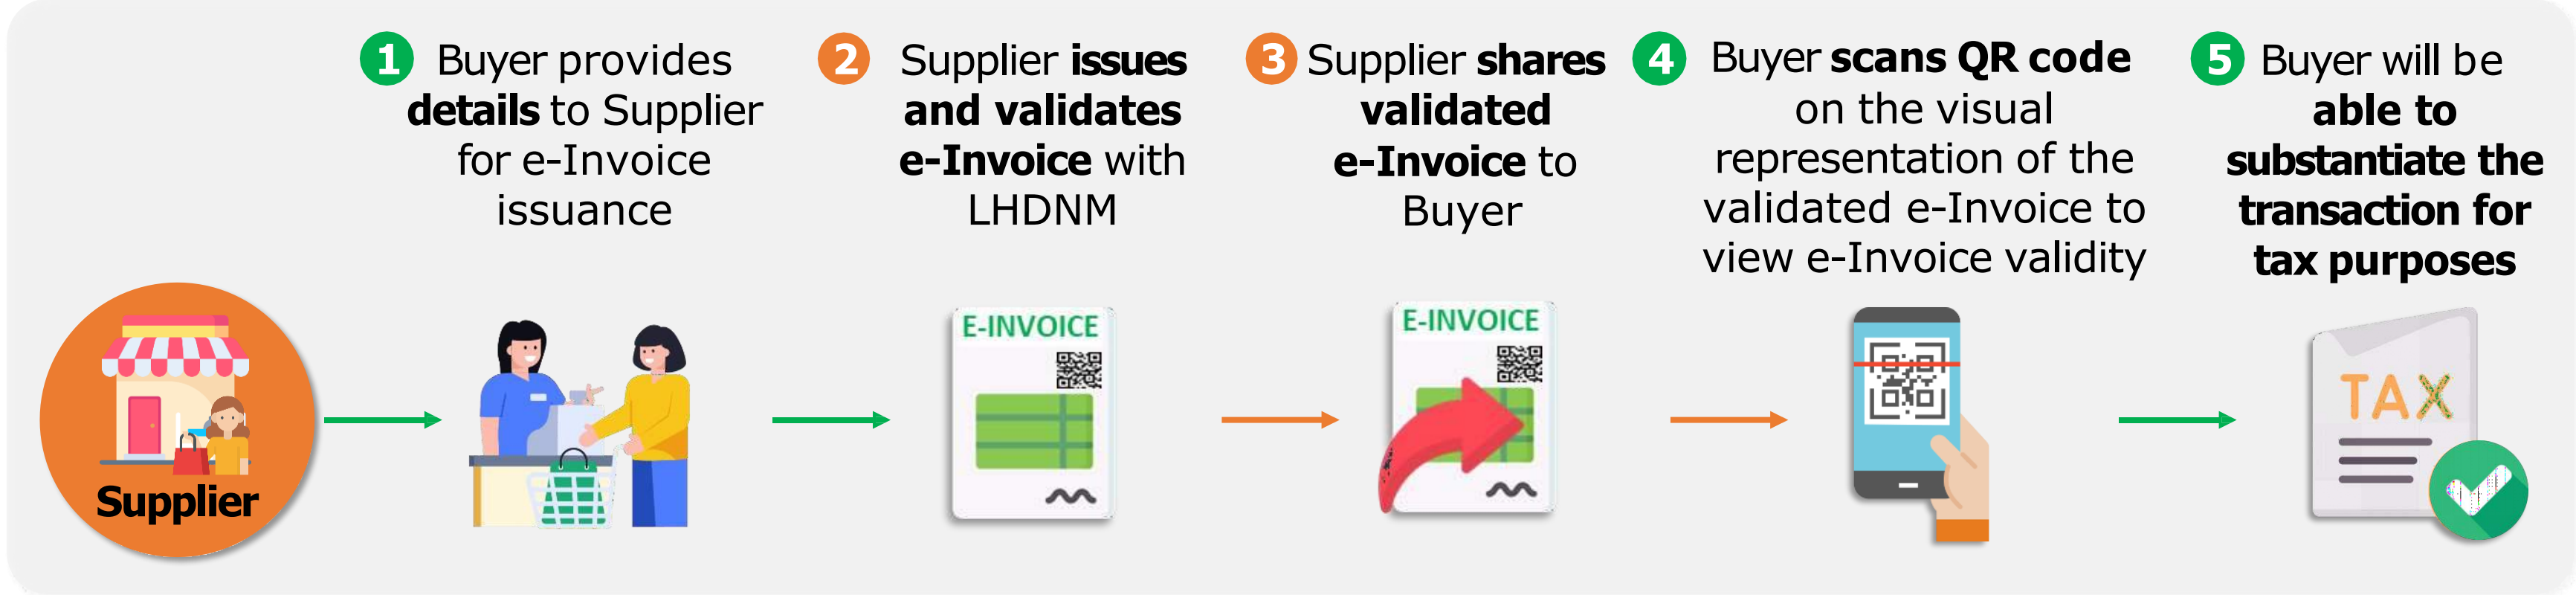 1 Buyer provides
details to Supplier
for e-Invoice
issuance
2 Supplier issues
and validates
e-Invoice with
LHDNM
3 Supplier shares
validated
e-Invoice to
Buyer
4 Buyer scans QR code
on the visual
representation of the
validated e-Invoice to
view e-Invoice validity
5 Buyer will be
able to
substantiate the
transaction for
tax purposes
Supplier
E-INVOICE
E-INVOICE
TAX